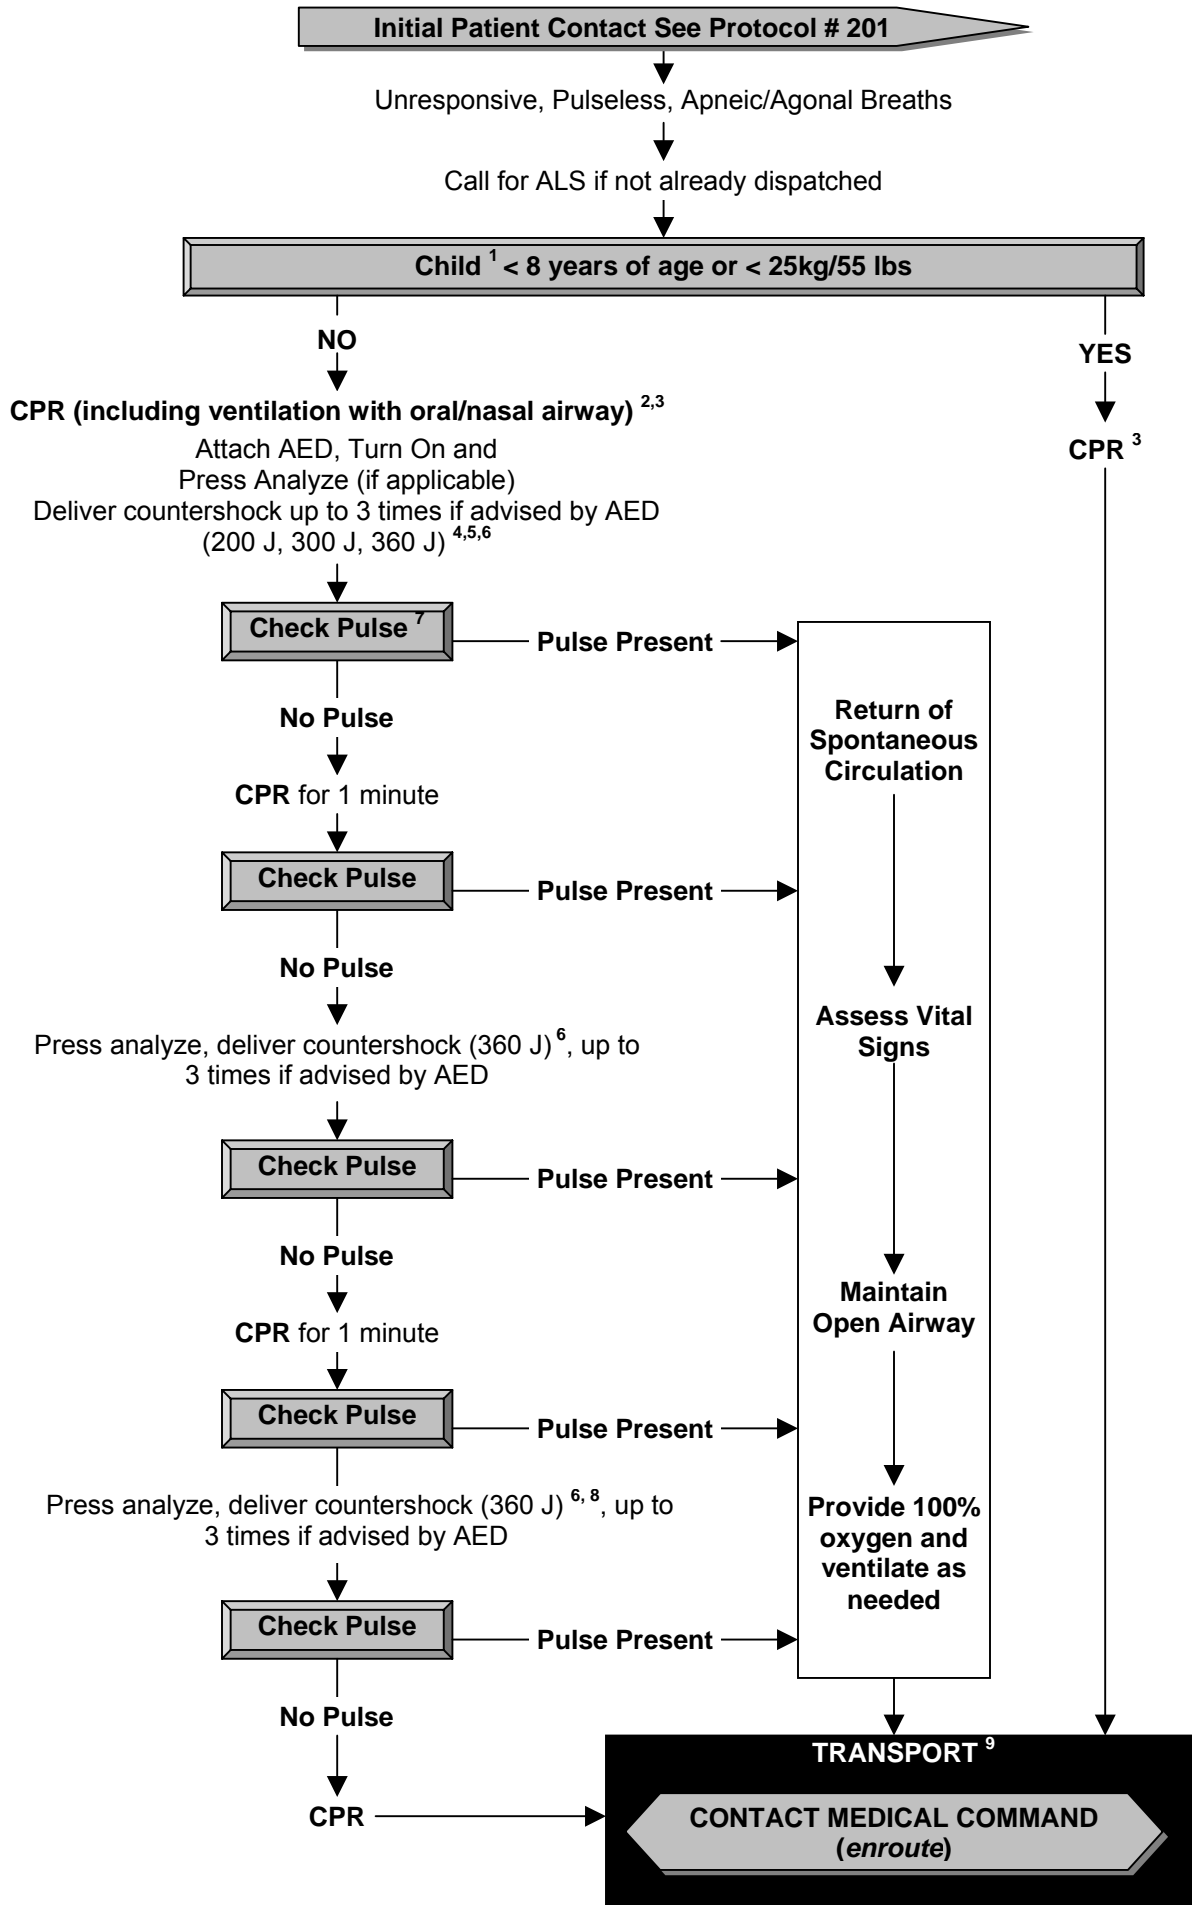 Initial Patient Contact See Protocol # 201
Unresponsive, Pulseless, Apneic/Agonal Breaths
Call for ALS if not already dispatched
Child 1 < 8 years of age or < 25kg/55 lbs
NO
YES
CPR (including ventilation with oral/nasal airway) 2,3
Attach AED, Turn On and
Press Analyze (if applicable)
Deliver countershock up to 3 times if advised by AED
(200 J, 300 J, 360 J) 4,5,6
CPR 3
Check Pulse 7
Pulse Present
No Pulse
CPR for 1 minute
Check Pulse
Pulse Present
No Pulse
Press analyze, deliver countershock (360 J) 6, up to
3 times if advised by AED
Check Pulse
Pulse Present
No Pulse
CPR for 1 minute
Check Pulse
Pulse Present
Press analyze, deliver countershock (360 J) 6, 8, up to
3 times if advised by AED
Check Pulse
Pulse Present
No Pulse
CPR
Return of
Spontaneous
Circulation
Assess Vital
Signs
Maintain
Open Airway
Provide 100%
oxygen and
ventilate as
needed
TRANSPORT 9
CONTACT MEDICAL COMMAND
(enroute)